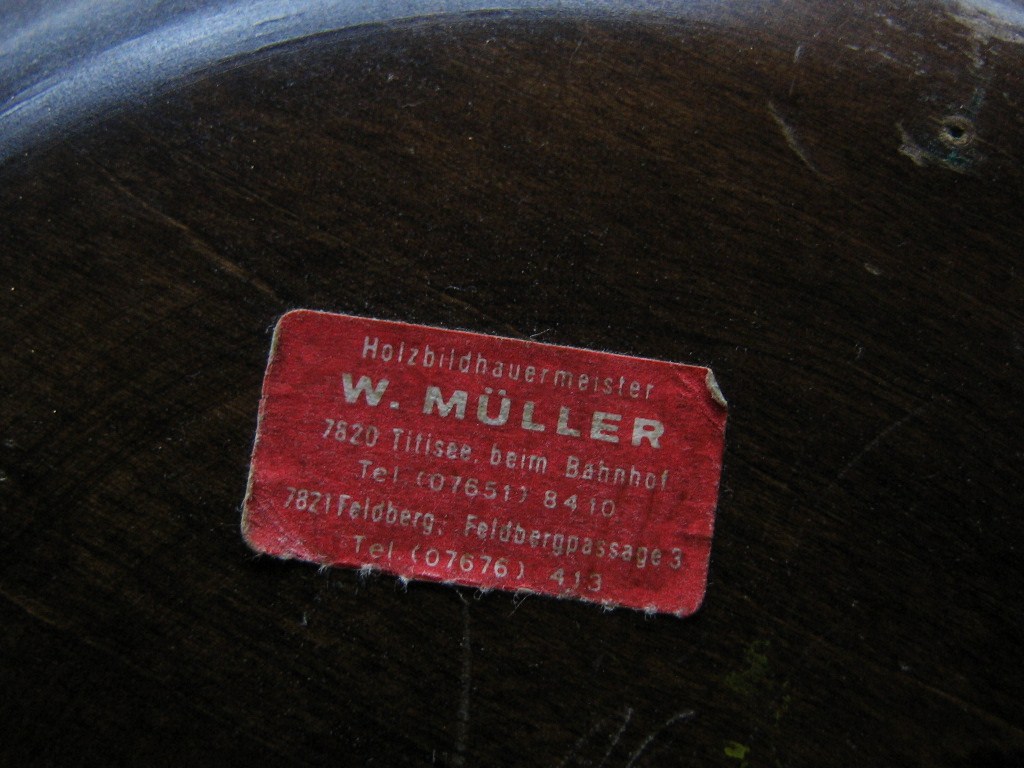 Holzbildhauermeister
W. MÜLLER
7820 Titisee, beim Bahnhof
Tel. (07651) 8410
7821 Feldberg, Feldbergpassage 3
Tel. (07676) 413